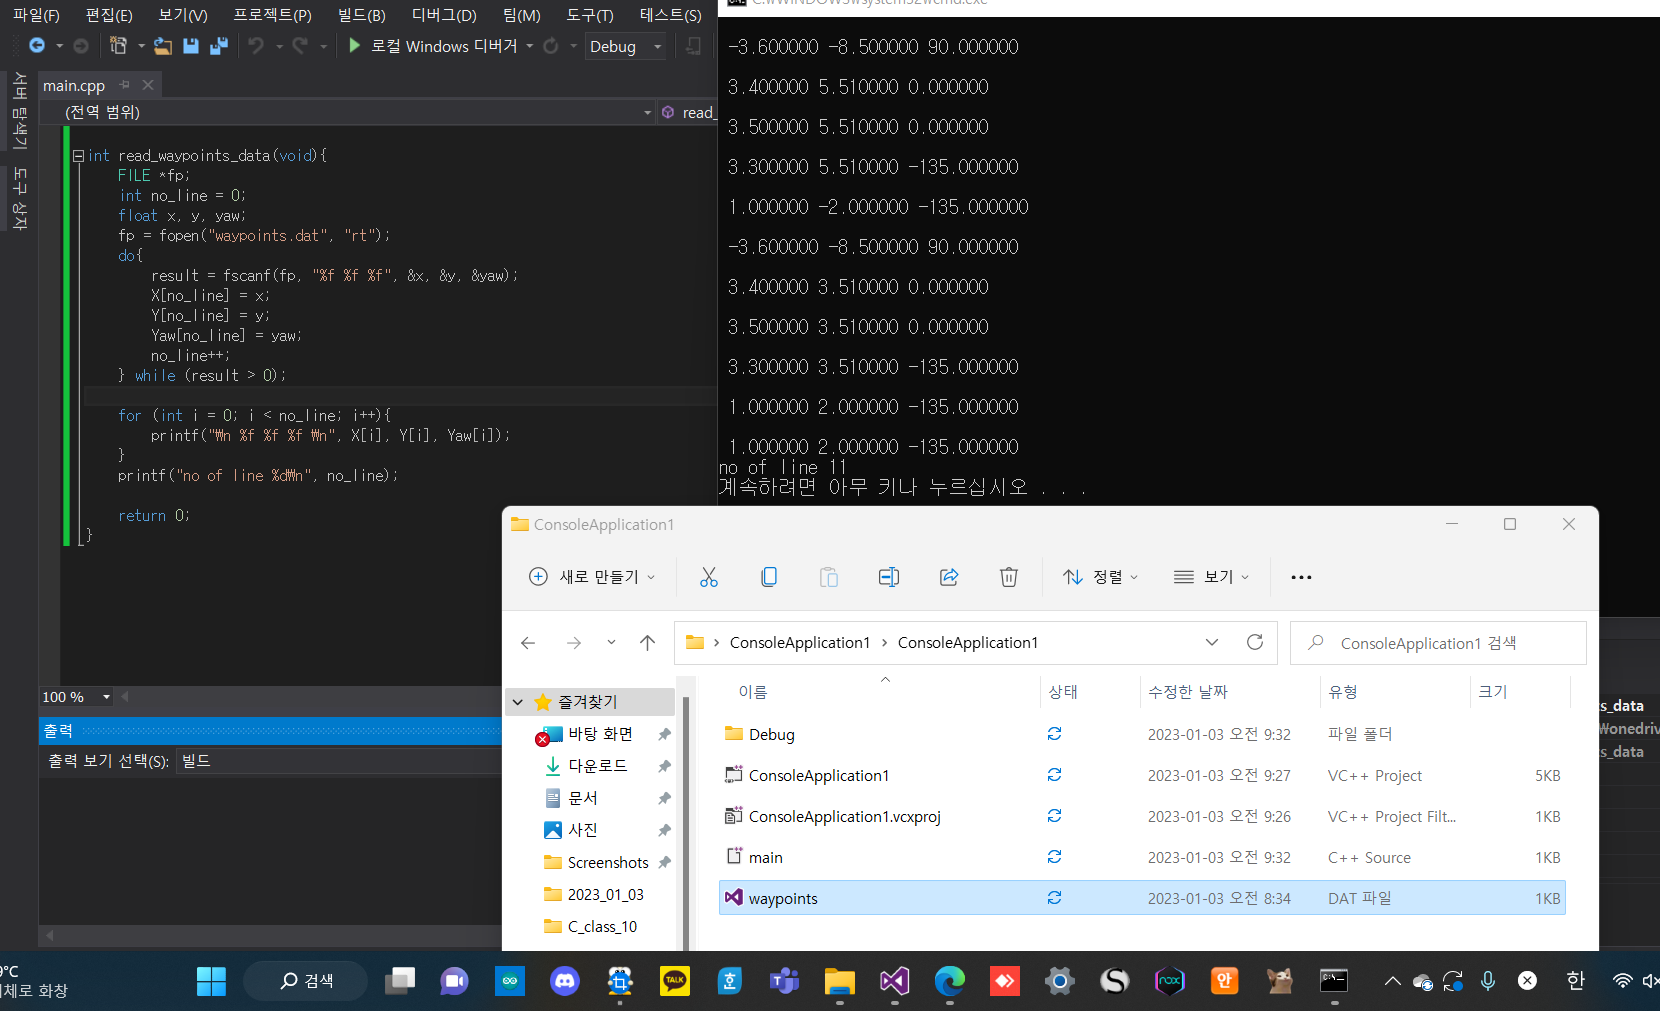 파일(F) 편집(E) 보기(V) 프로젝트(P) 빌드(B) 디버그(D) 팀(M) 도구(T) 테스트(S)
로컬 Windows 디버거 Debug
서버 탐색기
도구 상자
main.cpp
(전역 범위) read_
int read_waypoints_data(void){
FILE *fp;
int no_line = 0;
float x, y, yaw;
fp = fopen("waypoints.dat", "rt");
do{
result = fscanf(fp, "%f %f %f", &x, &y, &yaw);
X[no_line] = x;
Y[no_line] = y;
Yaw[no_line] = yaw;
no_line++;
} while (result > 0);
for (int i = 0; i < no_line; i++){
printf("₩n %f %f %f ₩n", X[i], Y[i], Yaw[i]);
}
printf("no of line %d₩n", no_line);
return 0;
}
100 %
출력
출력 보기 선택(S): 빌드
-3.600000 -8.500000 90.000000
3.400000 5.510000 0.000000
3.500000 5.510000 0.000000
3.300000 5.510000 -135.000000
1.000000 -2.000000 -135.000000
-3.600000 -8.500000 90.000000
3.400000 3.510000 0.000000
3.500000 3.510000 0.000000
3.300000 3.510000 -135.000000
1.000000 2.000000 -135.000000
1.000000 2.000000 -135.000000
no of line 11
계속하려면 아무 키나 누르십시오 . . .
ConsoleApplication1
새로 만들기 정렬 보기
ConsoleApplication1 › ConsoleApplication1
ConsoleApplication1 검색
즐겨찾기
바탕 화면
다운로드
문서
사진
Screenshots
2023_01_03
C_class_10
이름 상태 수정한 날짜 유형 크기
Debug 2023-01-03 오전 9:32 파일 폴더
ConsoleApplication1 2023-01-03 오전 9:27 VC++ Project 5KB
ConsoleApplication1.vcxproj 2023-01-03 오전 9:26 VC++ Project Filt... 1KB
main 2023-01-03 오전 9:32 C++ Source 1KB
waypoints 2023-01-03 오전 8:34 DAT 파일 1KB
s_data
₩onedriv
s_data
9°C
체로 화창
검색
TALK
호
nox
안
한